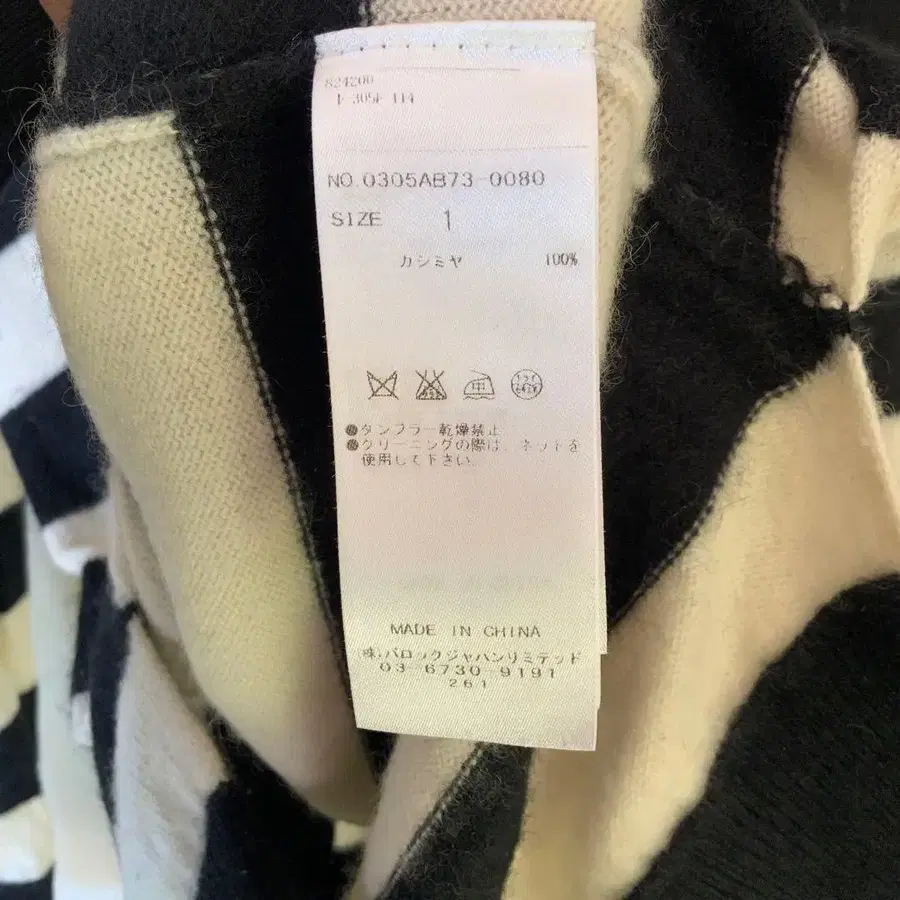 824200
F-305F 414
NO.0305AB73-0080
SIZE 1
カシミヤ 100%
中
●タンブラー乾燥禁止
●クリーニングの際は、ネットを
使用して下さい。
MADE IN CHINA
(株)バロックジャパンリミテッド
03-6730-9191
261